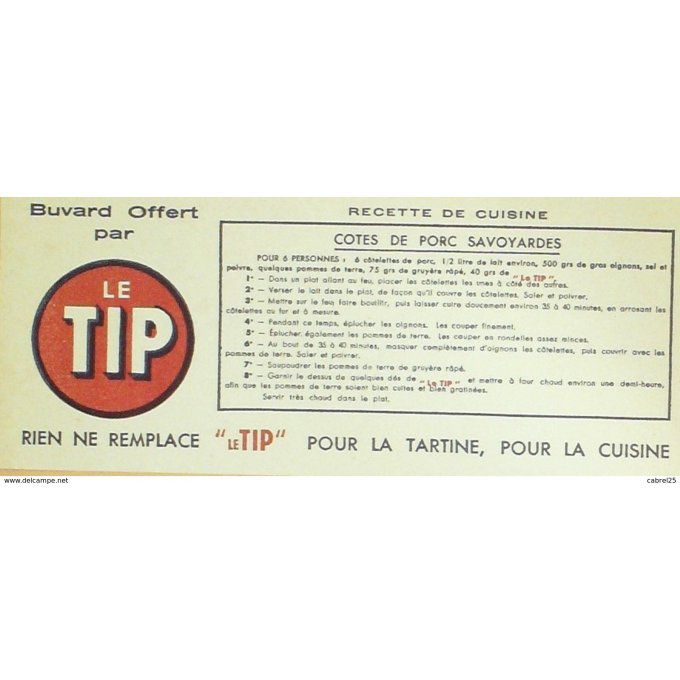 Buvard Offert
par
LE
TIP
RECETTE DE CUISINE
COTES DE PORC SAVOYARDES
POUR 6 PERSONNES : 6 côtelettes de porc, 1/2 litre de lait environ, 500 grs de gros oignons, sel et
poivre, quelques pommes de terre, 75 grs de gruyère râpé, 40 grs de "Le TIP".
1° — Dans un plat allant au feu, placer les côtelettes les unes à côté des autres.
2° — Verser le lait dans le plat, de façon qu'il couvre les côtelettes. Saler et poivrer.
3° — Mettre sur le feu, faire bouillir, puis laisser cuire doucement environ 35 à 40 minutes, en arrosant les
côtelettes au fur et à mesure.
4° — Pendant ce temps, éplucher les oignons. Les couper finement.
5° — Éplucher, également les pommes de terre. Les couper en rondelles assez minces.
6° — Au bout de 35 à 40 minutes, masquer complètement d'oignons les côtelettes, puis couvrir avec les
pommes de terre. Saler et poivrer.
7° — Saupoudrer les pommes de terre de gruyère râpé.
8° — Garnir le dessus de quelques dés de "Le TIP" et mettre à four chaud environ une demi-heure,
afin que les pommes de terre soient bien cuites et bien gratinées.
Servir très chaud dans le plat.
RIEN NE REMPLACE "LE TIP" POUR LA TARTINE, POUR LA CUISINE
www.delcampe.net
cabrel25